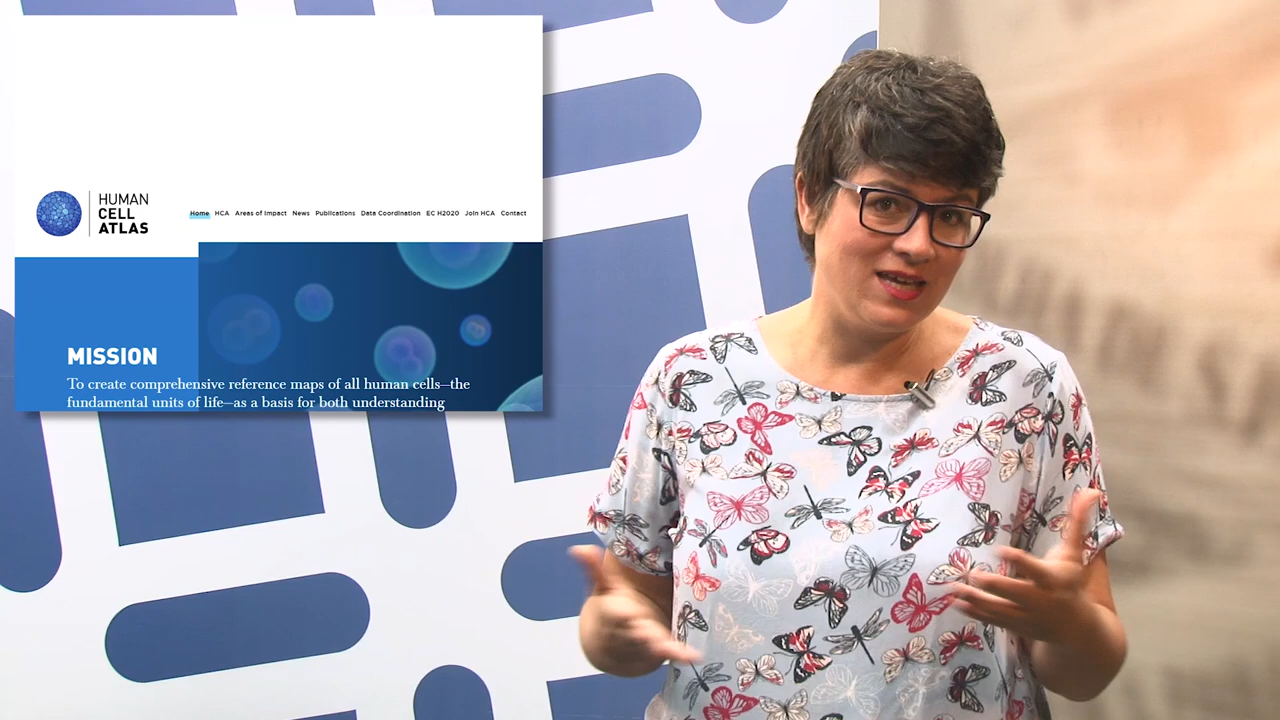 HUMAN
CELL
ATLAS
Home HCA Areas of Impact News Publications Data Coordination EC H2020 Join HCA Contact
MISSION
To create comprehensive reference maps of all human cells—the
fundamental units of life—as a basis for both understanding